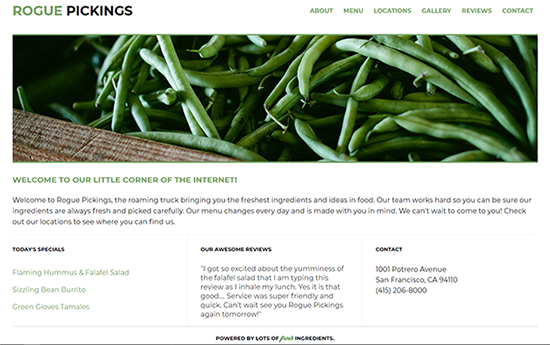 ROGUE PICKINGS
ABOUT MENU LOCATIONS GALLERY REVIEWS CONTACT
WELCOME TO OUR LITTLE CORNER OF THE INTERNET!
Welcome to Rogue Pickings, the roaming truck bringing you the freshest ingredients and ideas in food. Our team works hard so you can be sure our
ingredients are always fresh and picked carefully. Our menu changes every day and is made with you in mind. We can't wait to come to you! Check
out our locations to see where you can find us.
TODAY'S SPECIALS
Flaming Hummus & Falafel Salad
Sizzling Bean Burrito
Green Gloves Tamales
OUR AWESOME REVIEWS
"I got so excited about the yumminess of
the falafel salad that I am typing this
review as I inhale my lunch. Yes it is that
good.... Service was super friendly and
quick. Can't wait see you Rogue Pickings
again tomorrow!"
CONTACT
1001 Potrero Avenue
San Francisco, CA 94110
(415) 206-8000
POWERED BY LOTS OF fresh INGREDIENTS.